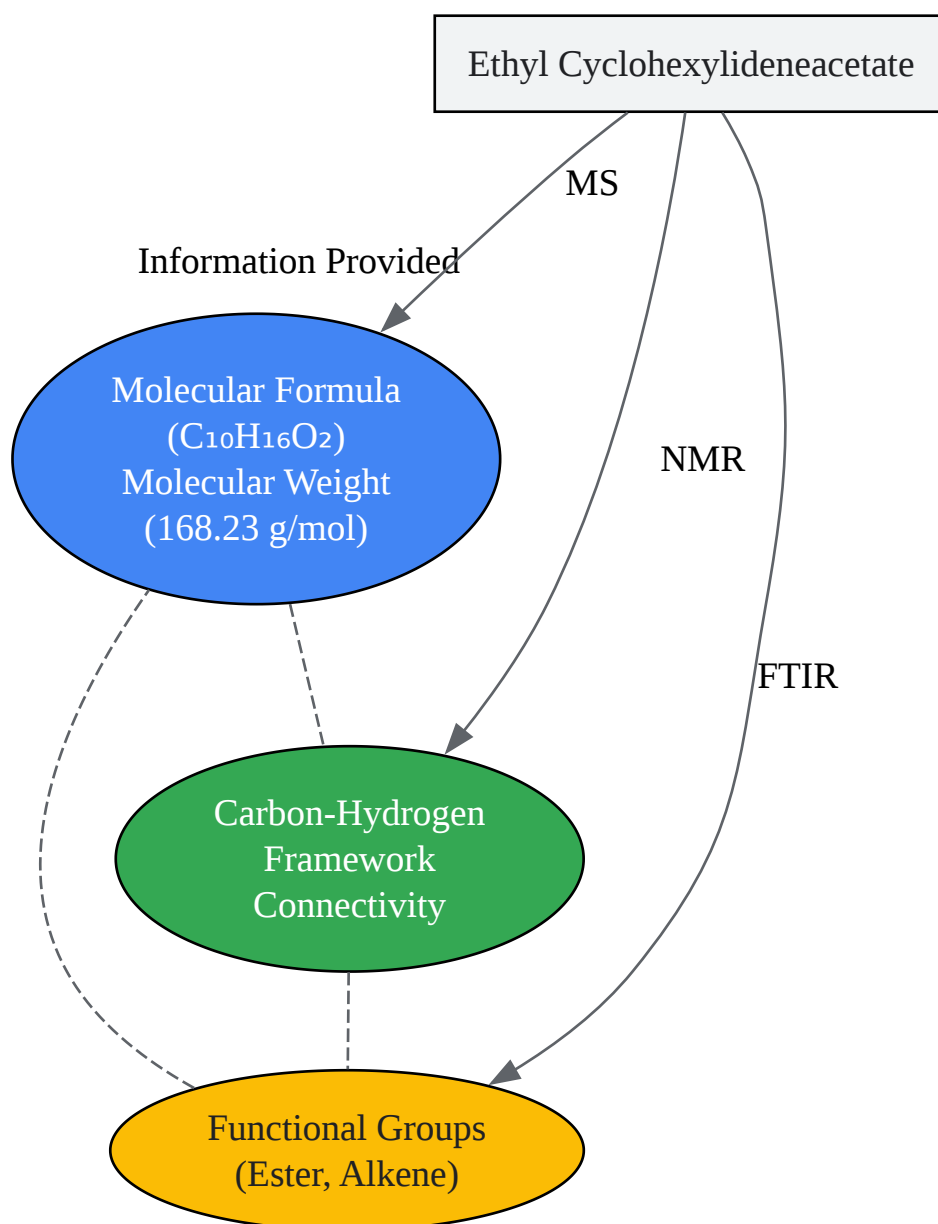 Ethyl Cyclohexylideneacetate
MS
Information Provided
Molecular Formula
(C₁₀H₁₆O₂)
Molecular Weight
(168.23 g/mol)
NMR
FTIR
Carbon-Hydrogen
Framework
Connectivity
Functional Groups
(Ester, Alkene)